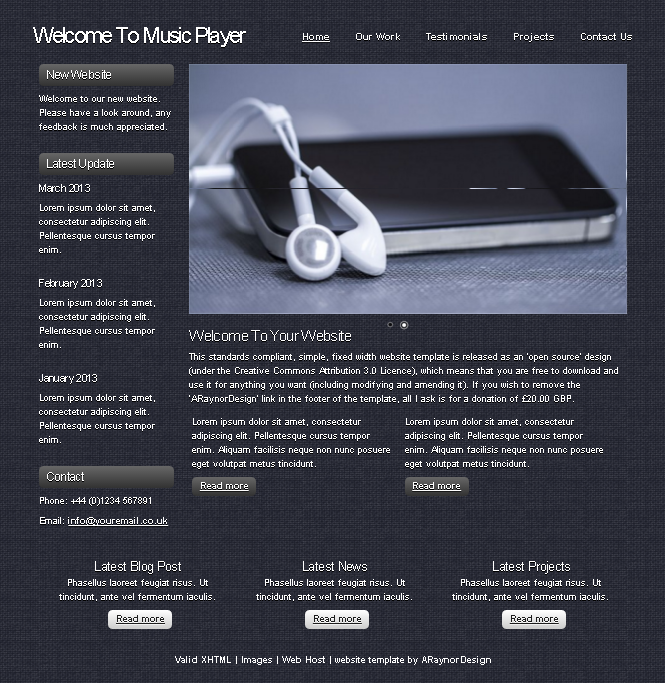 Welcome To Music Player
Home Our Work Testimonials Projects Contact Us
New Website
Welcome to our new website.
Please have a look around, any
feedback is much appreciated.
Latest Update
March 2013
Lorem ipsum dolor sit amet,
consectetur adipiscing elit.
Pellentesque cursus tempor
enim.
February 2013
Lorem ipsum dolor sit amet,
consectetur adipiscing elit.
Pellentesque cursus tempor
enim.
January 2013
Lorem ipsum dolor sit amet,
consectetur adipiscing elit.
Pellentesque cursus tempor
enim.
Contact
Phone: +44 (0)1234 567891
Email: info@youremail.co.uk
Welcome To Your Website
This standards compliant, simple, fixed width website template is released as an 'open source' design
(under the Creative Commons Attribution 3.0 Licence), which means that you are free to download and
use it for anything you want (including modifying and amending it). If you wish to remove the
'ARaynorDesign' link in the footer of the template, all I ask is for a donation of £20.00 GBP.
Lorem ipsum dolor sit amet, consectetur
adipiscing elit. Pellentesque cursus tempor
enim. Aliquam facilisis neque non nunc posuere
eget volutpat metus tincidunt.
Read more
Lorem ipsum dolor sit amet, consectetur
adipiscing elit. Pellentesque cursus tempor
enim. Aliquam facilisis neque non nunc posuere
eget volutpat metus tincidunt.
Read more
Latest Blog Post
Phasellus laoreet feugiat risus. Ut
tincidunt, ante vel fermentum iaculis.
Read more
Latest News
Phasellus laoreet feugiat risus. Ut
tincidunt, ante vel fermentum iaculis.
Read more
Latest Projects
Phasellus laoreet feugiat risus. Ut
tincidunt, ante vel fermentum iaculis.
Read more
Valid XHTML | Images | Web Host | website template by ARaynorDesign